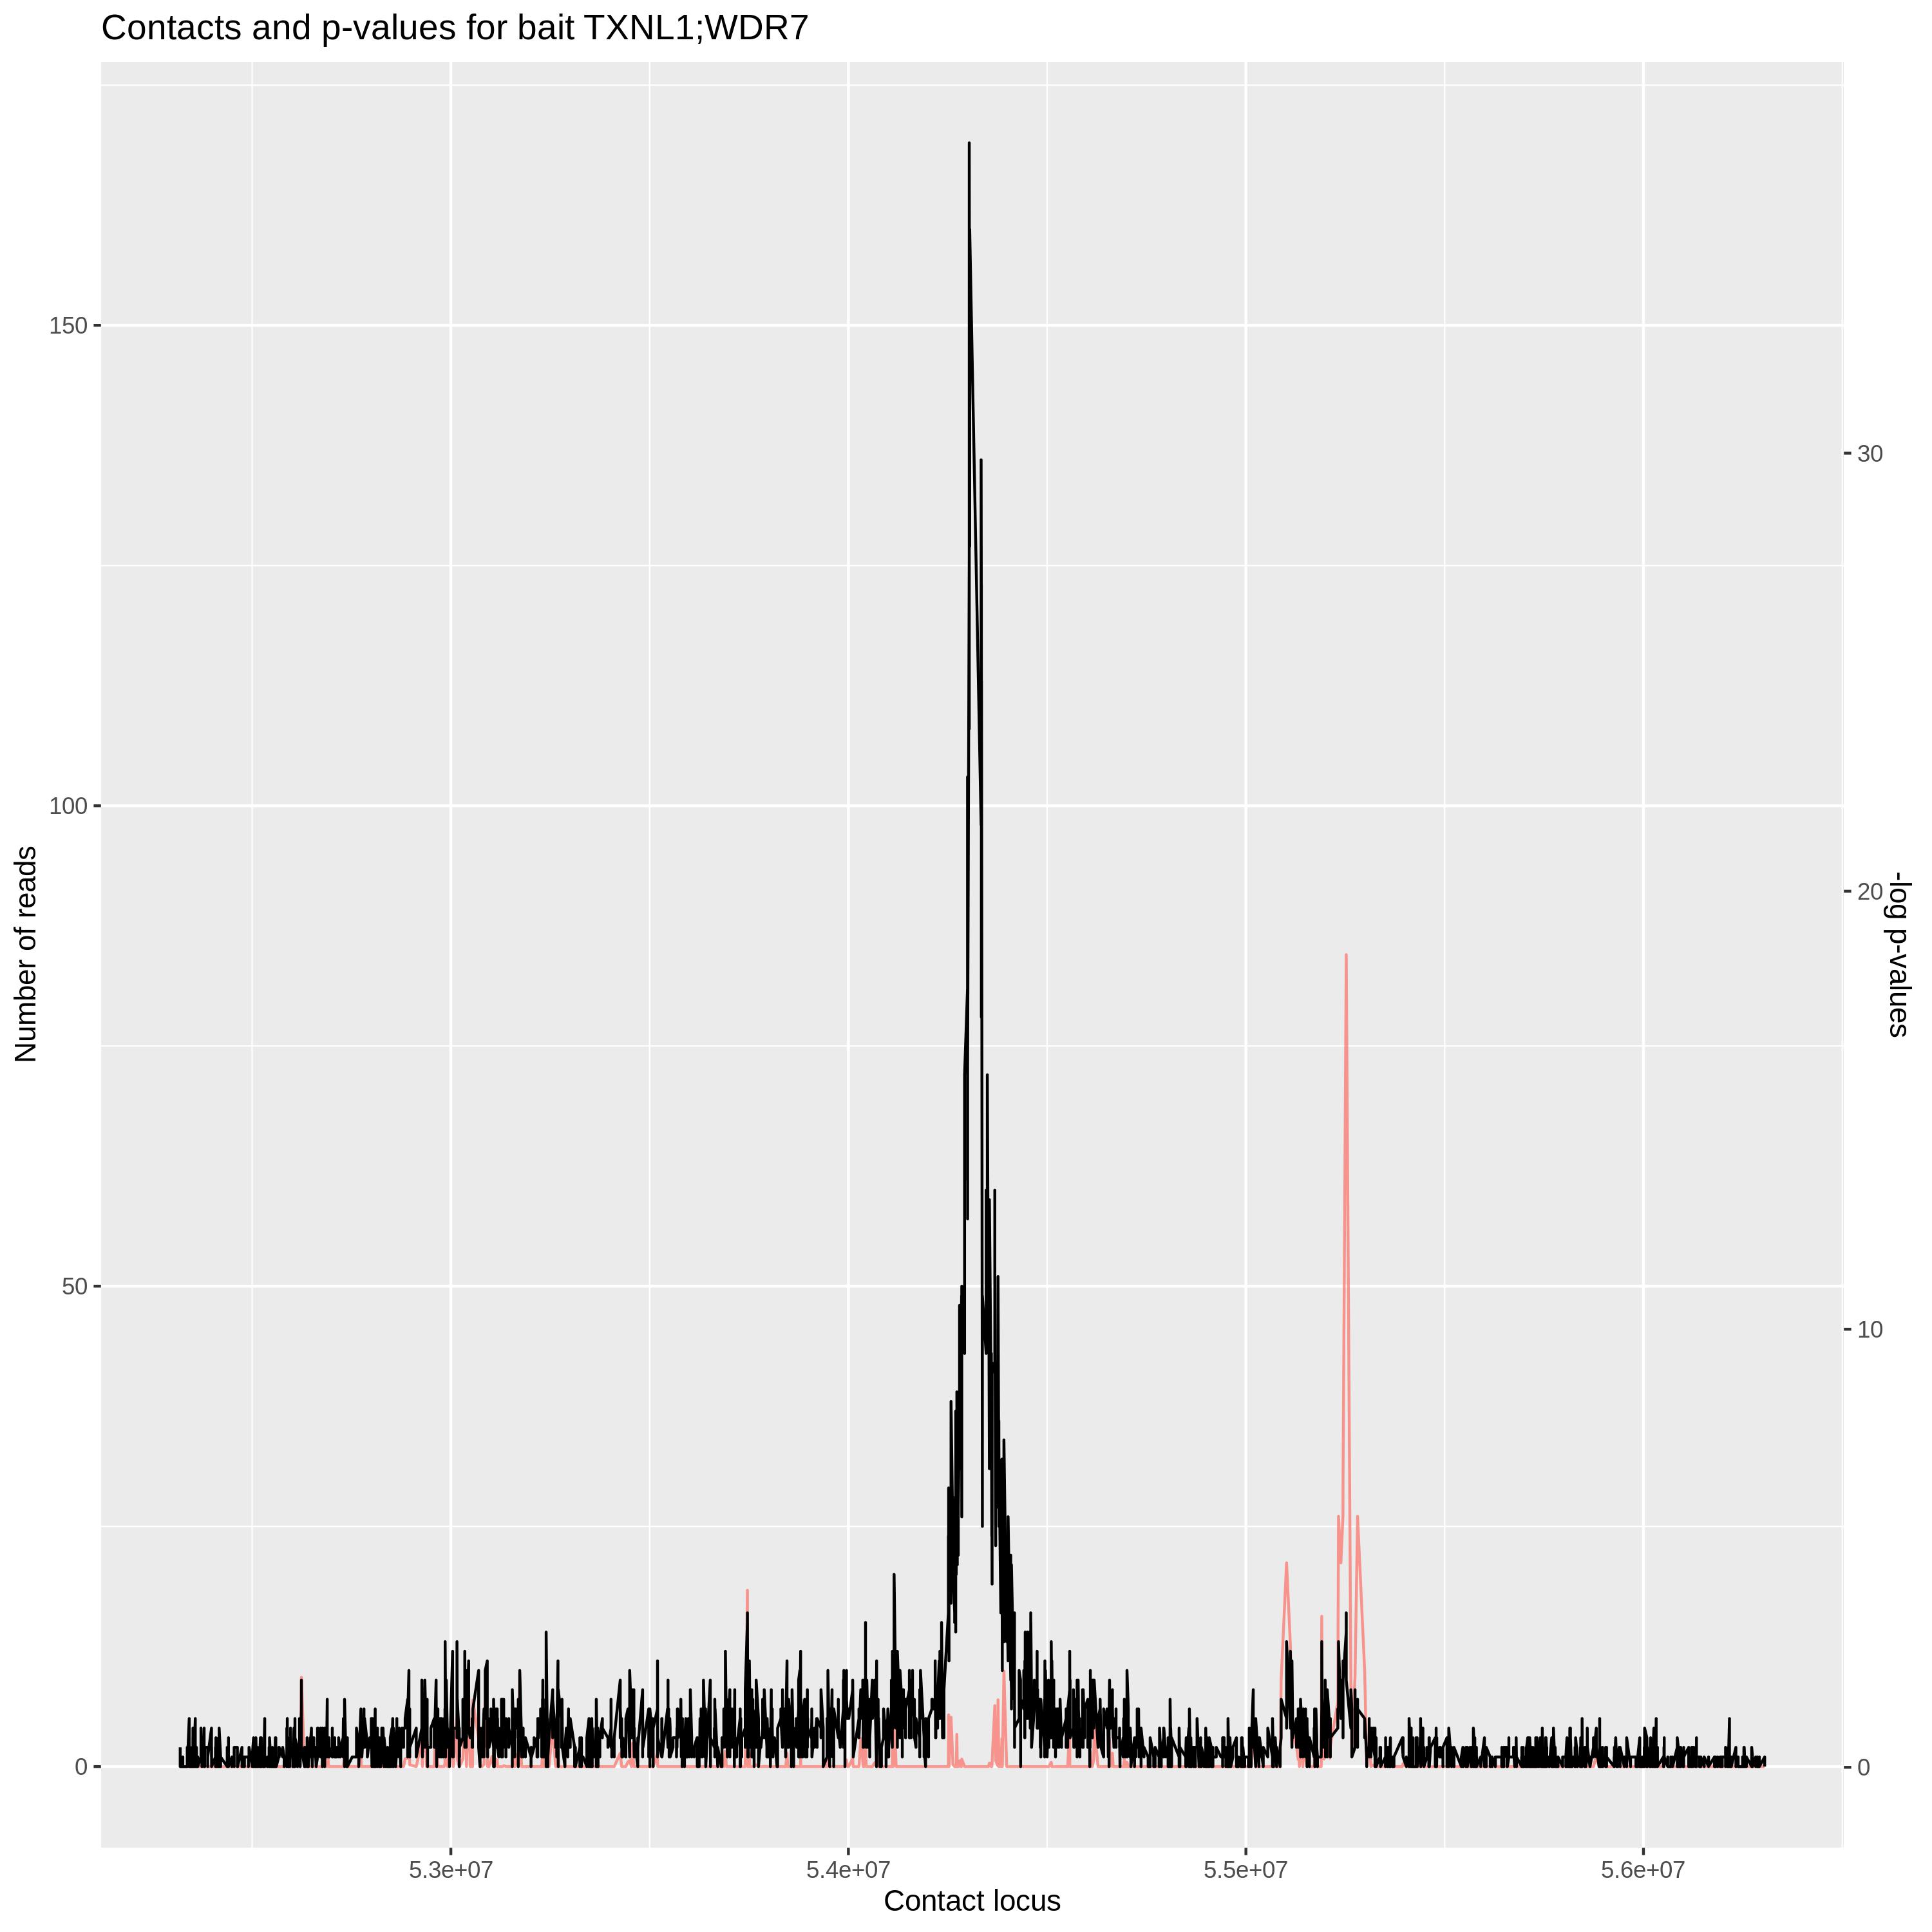 Contacts and p-values for bait TXNL1;WDR7
150
100
50
0
Number of reads
30
20
10
0
-log p-values
5.3e+07
5.4e+07
5.5e+07
5.6e+07
Contact locus